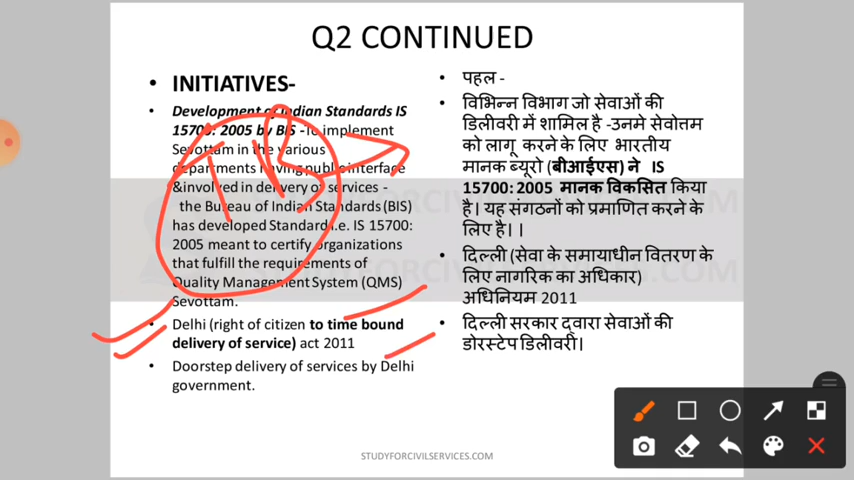 Q2 CONTINUED
• INITIATIVES-
• Development of Indian Standards IS
15700: 2005 by BIS -To implement
Sevottam in the various
departments having public interface
&involved in delivery of services -
the Bureau of Indian Standards (BIS)
has developed Standard i.e. IS 15700:
2005 meant to certify organizations
that fulfill the requirements of
Quality Management System (QMS)
Sevottam.
• Delhi (right of citizen to time bound
delivery of service) act 2011
• Doorstep delivery of services by Delhi
government.
• पहल -
• विभिन्न विभाग जो सेवाओं की
डिलीवरी में शामिल है -उनमे सेवोत्तम
को लागू करने के लिए भारतीय
मानक ब्यूरो (बीआईएस) ने IS
15700: 2005 मानक विकसित किया
है। यह संगठनों को प्रमाणित करने के
लिए है। ।
• दिल्ली (सेवा के समायाधीन वितरण के
लिए नागरिक का अधिकार)
अधिनियम 2011
• दिल्ली सरकार द्वारा सेवाओं की
डोरस्टेप डिलीवरी।
STUDYFORCIVILSERVICES.COM